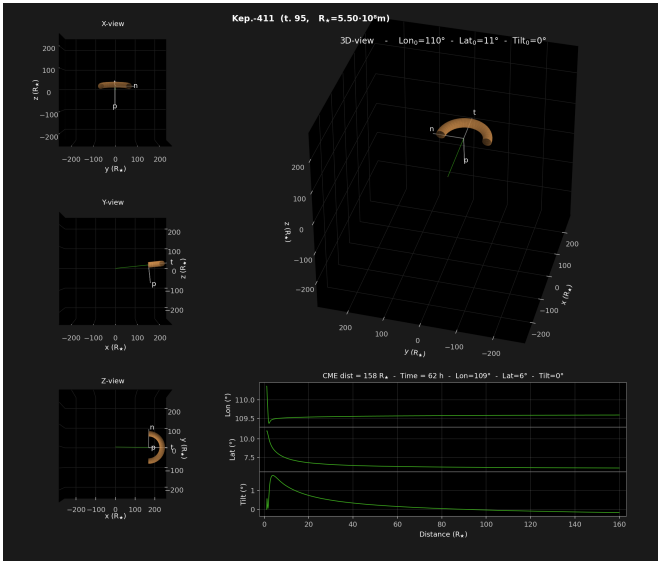 Kep.-411 (t. 95, R★=5.50·10⁸m)
X-view
200
100
0
−100
−200
z (R★)
n
p
−200 −100 0 100 200
y (R★)
Y-view
200
100
0
−100
−200
z (R★)
t
p
−200 −100 0 100 200
x (R★)
Z-view
200
100
0
−100
−200
y (R★)
n
p
t
−200 −100 0 100 200
x (R★)
3D-view - Lon₀=110° - Lat₀=11° - Tilt₀=0°
t
n
p
200
100
0
−100
−200
z (R★)
200
100
0
−100
−200
y (R★)
200
100
0
−100
−200
x (R★)
CME dist = 158 R★ - Time = 62 h - Lon=109° - Lat=6° - Tilt=0°
110.0
109.5
Lon (°)
10.0
7.5
Lat (°)
1
0
Tilt (°)
0 20 40 60 80 100 120 140 160
Distance (R★)